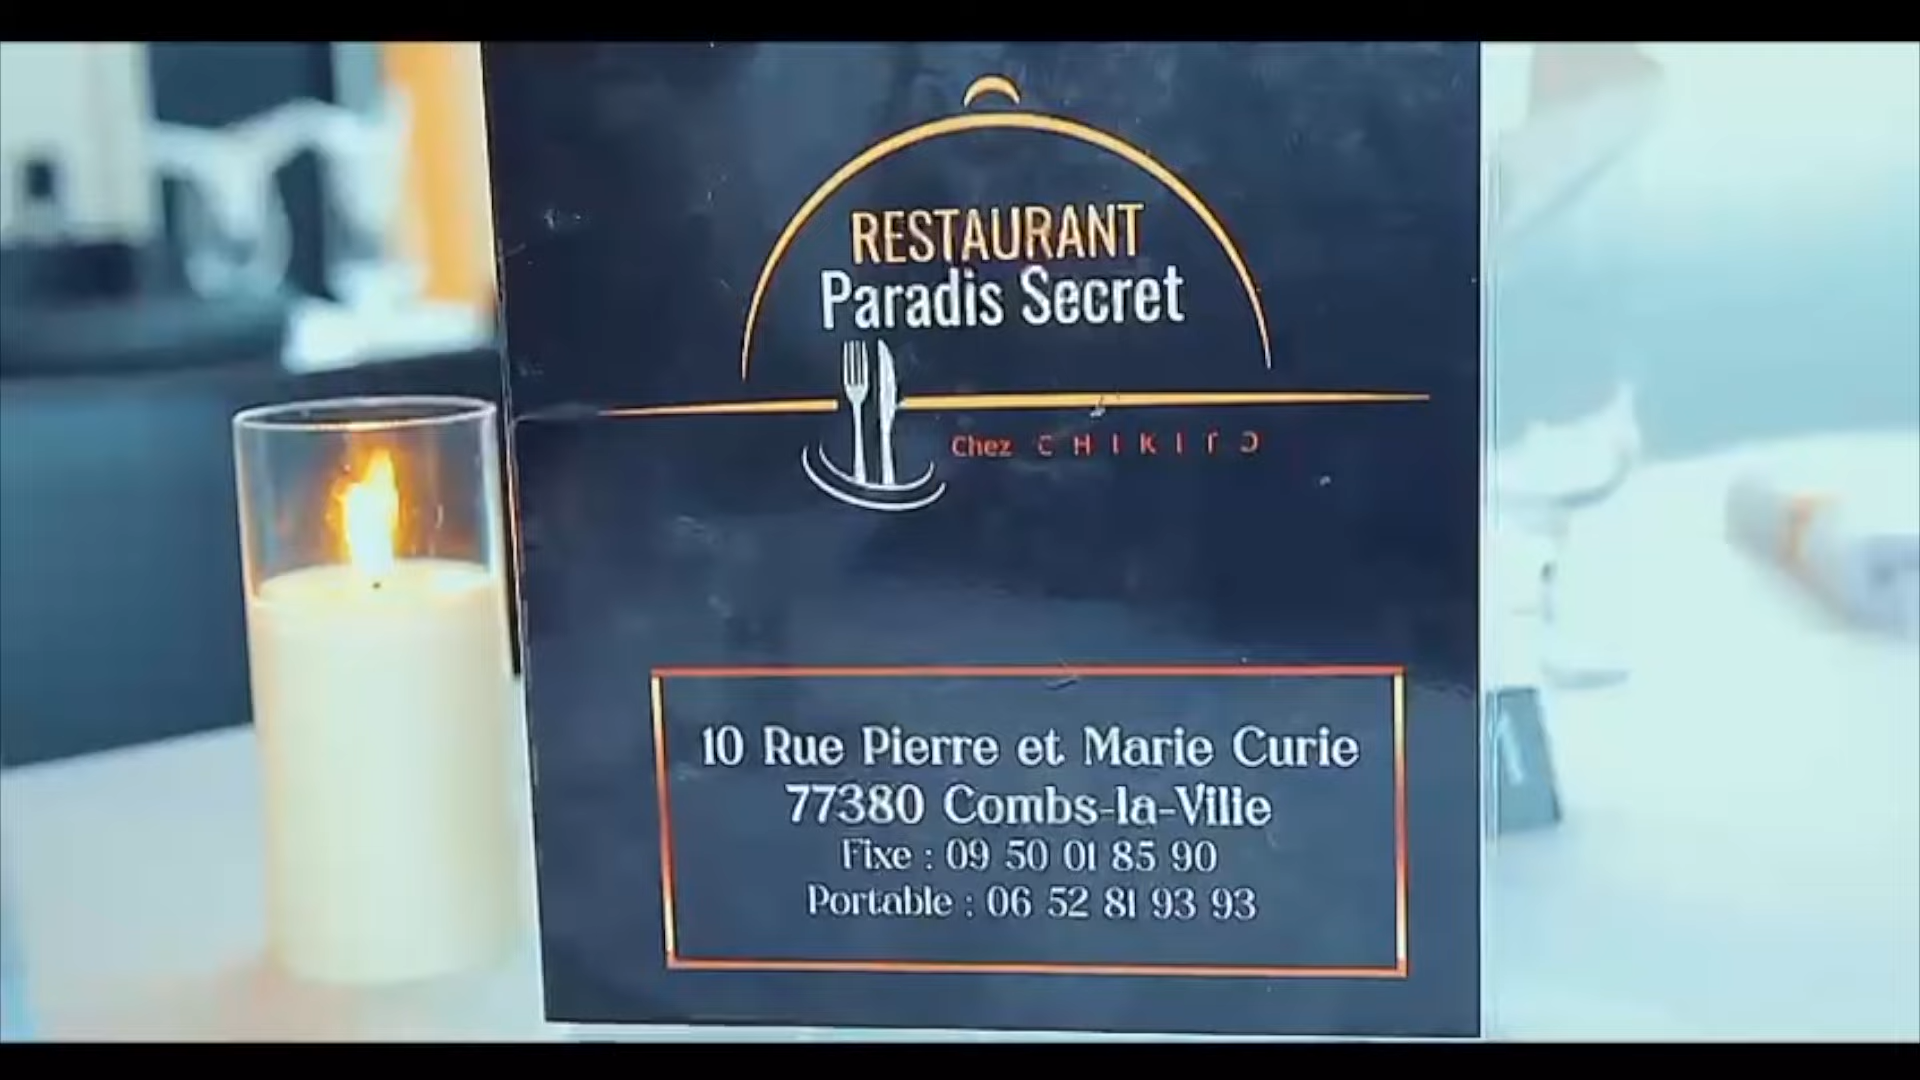 RESTAURANT
Paradis Secret
Chez CHIKITO
10 Rue Pierre et Marie Curie
77380 Combs-la-Ville
Fixe : 09 50 01 85 90
Portable : 06 52 81 93 93